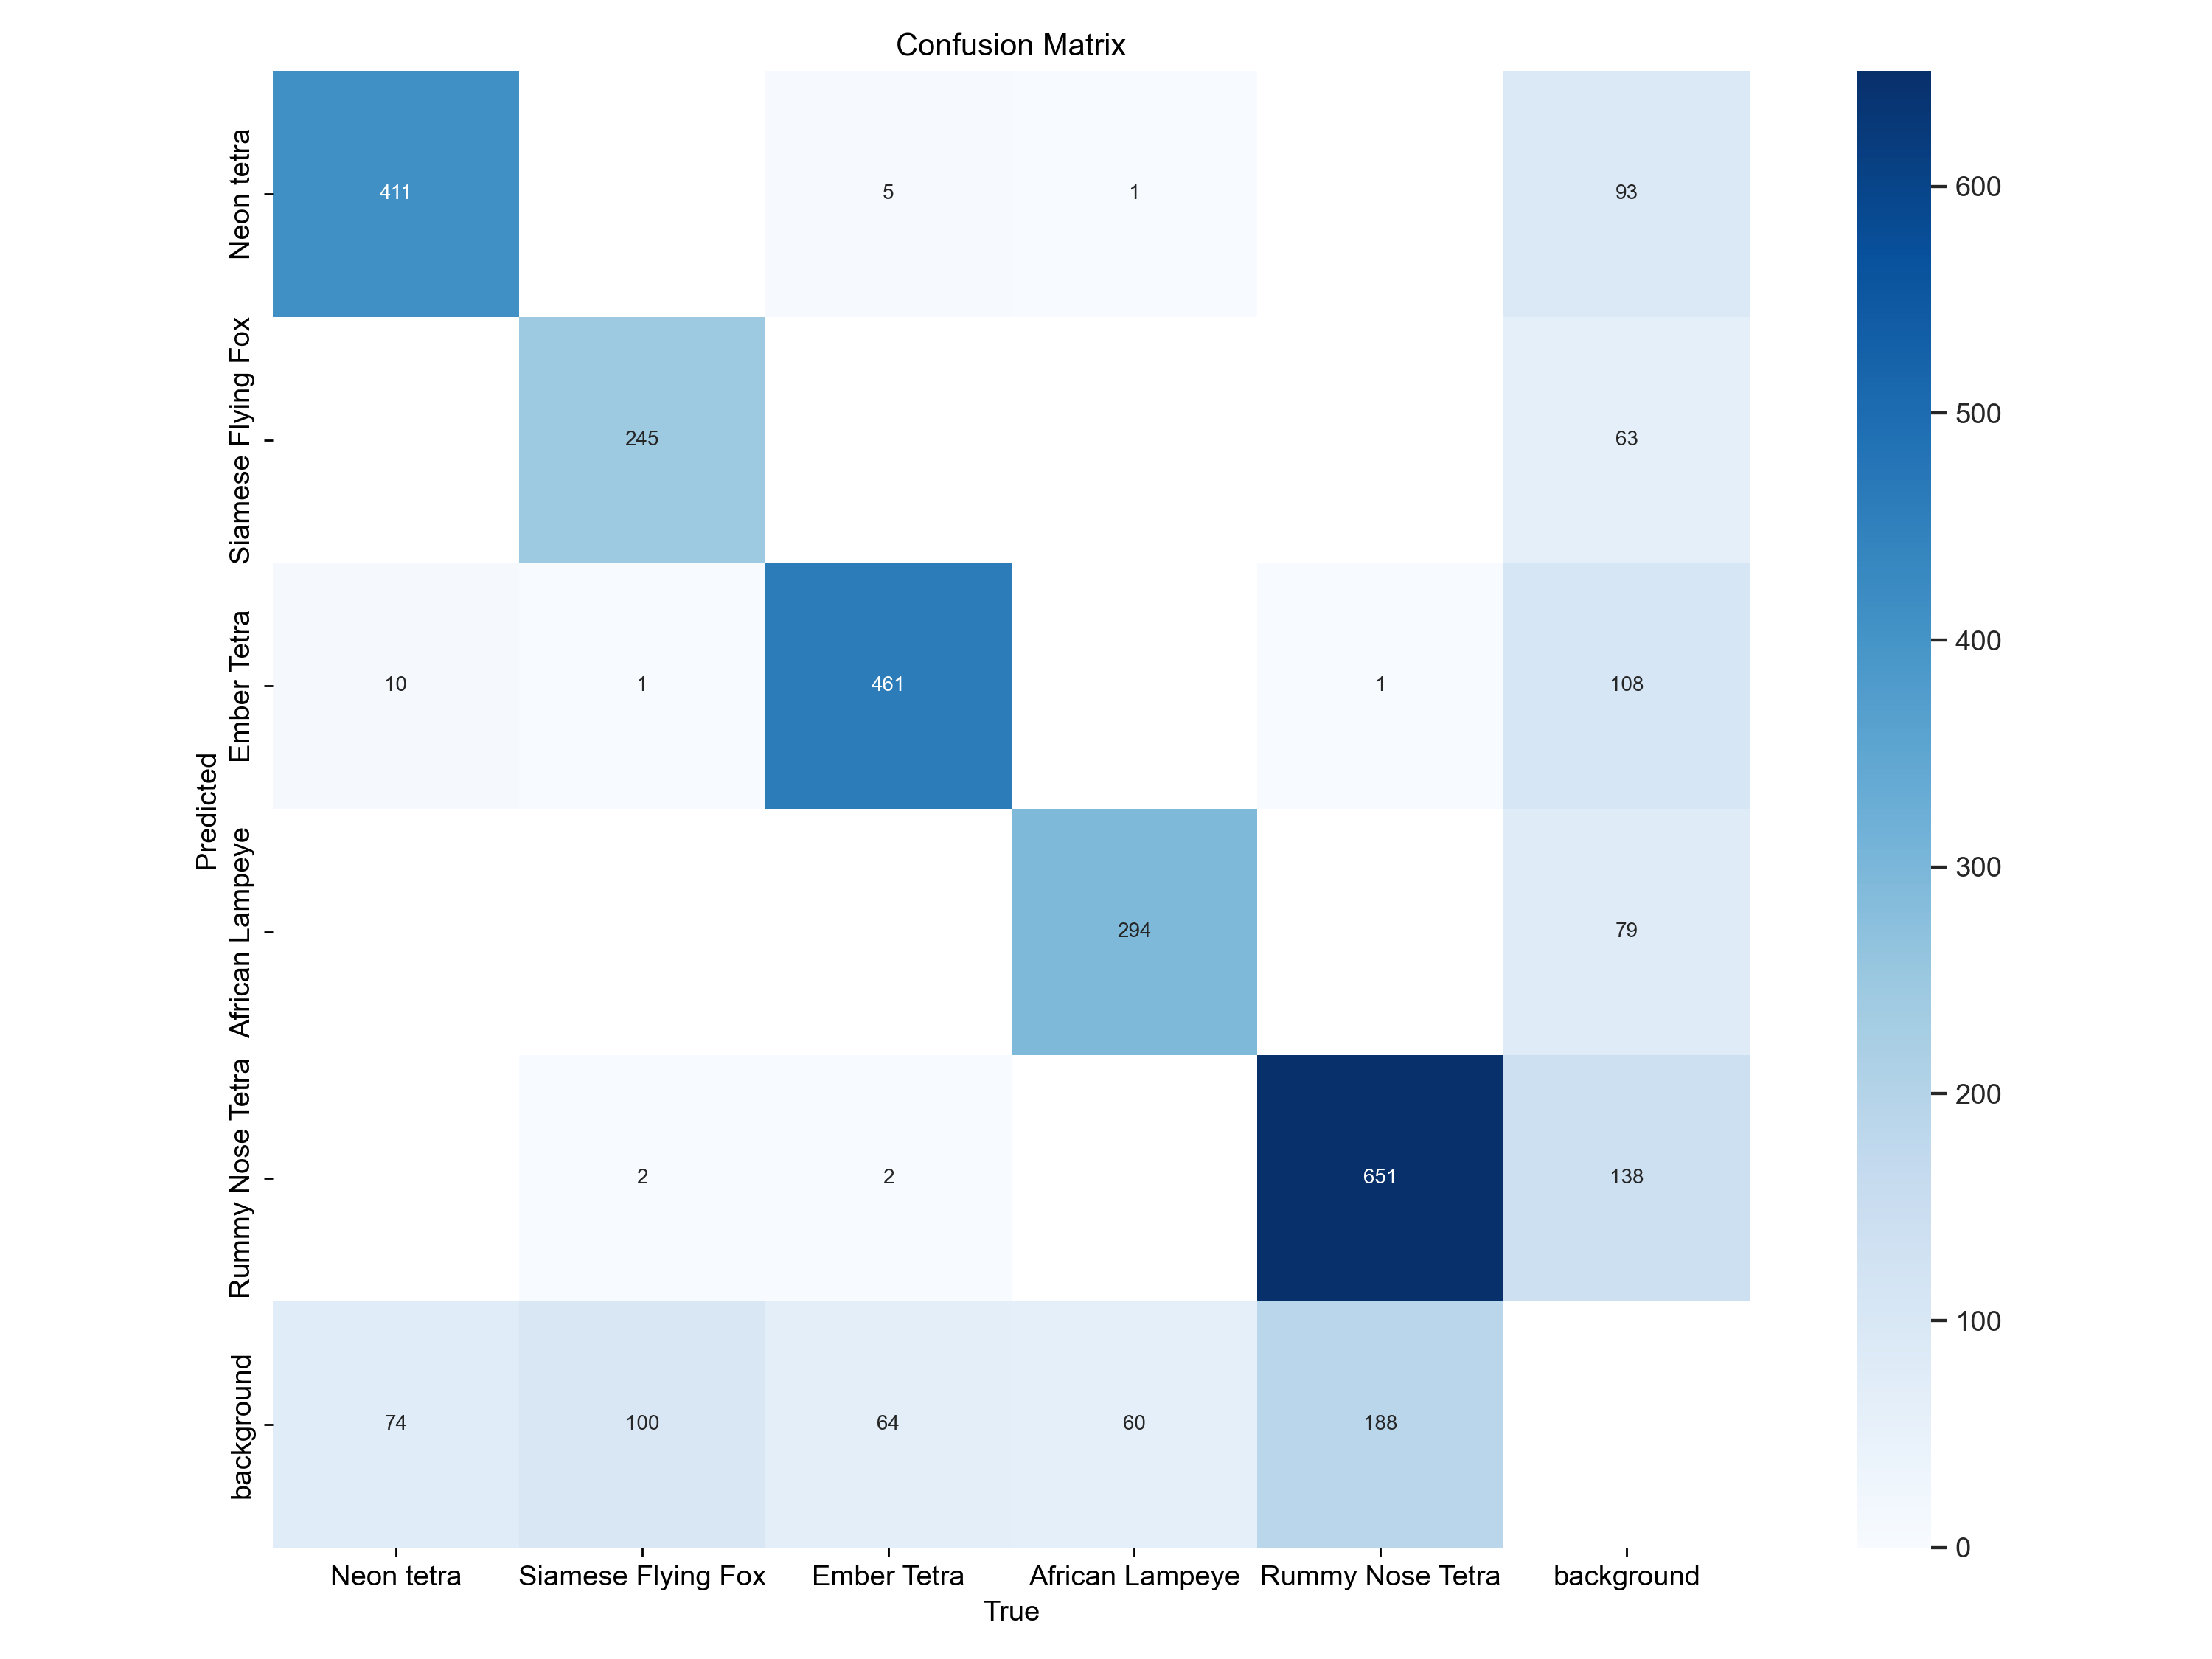 Confusion Matrix
Predicted
Neon tetra
411
5
1
93
Siamese Flying Fox
245
63
Ember Tetra
10
1
461
1
108
African Lampeye
294
79
Rummy Nose Tetra
2
2
651
138
background
74
100
64
60
188
Neon tetra
Siamese Flying Fox
Ember Tetra
African Lampeye
Rummy Nose Tetra
background
True
600
500
400
300
200
100
0